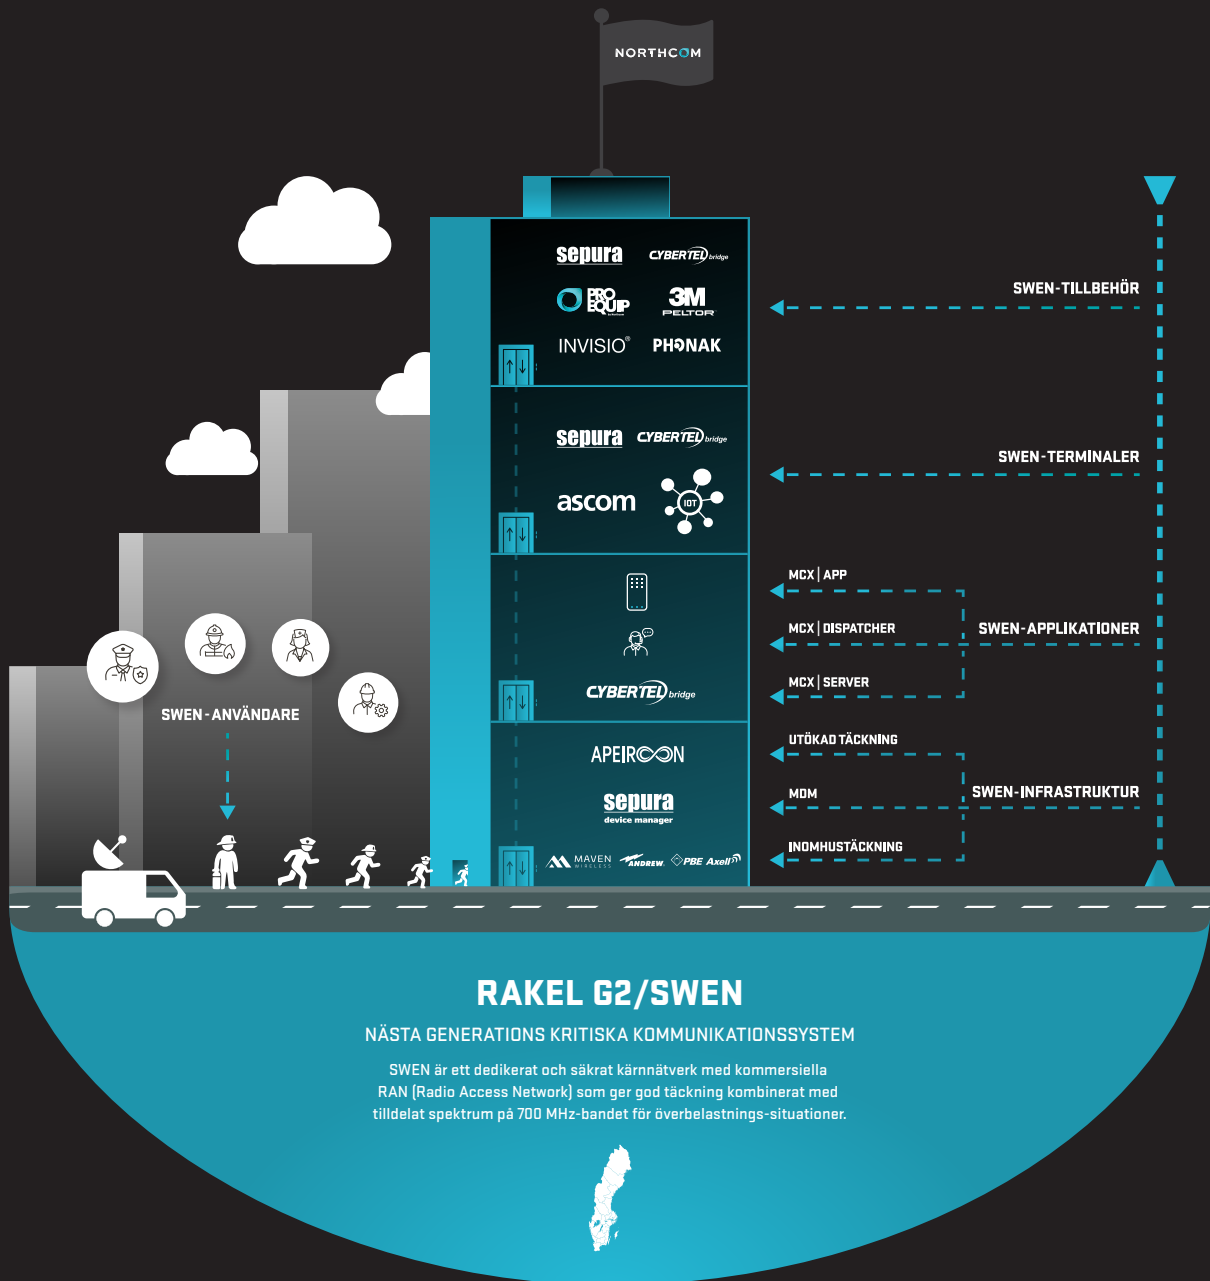 NORTHCOM
sepura CYBERTEL bridge
PRO EQUIP 3M PELTOR
INVISIO® PHONAK
SWEN-TILLBEHÖR
sepura CYBERTEL bridge
ascom IOT
SWEN-TERMINALER
MCX | APP
MCX | DISPATCHER
SWEN-APPLIKATIONER
CYBERTEL bridge
MCX | SERVER
SWEN-ANVÄNDARE
APEIROON
UTÖKAD TÄCKNING
sepura
device manager
MDM
SWEN-INFRASTRUKTUR
MAVEN WIRELESS ANDREW PBE Axell
INOMHUSTÄCKNING
RAKEL G2/SWEN
NÄSTA GENERATIONS KRITISKA KOMMUNIKATIONSSYSTEM
SWEN är ett dedikerat och säkrat kärnnätverk med kommersiella
RAN (Radio Access Network) som ger god täckning kombinerat med
tilldelat spektrum på 700 MHz-bandet för överbelastnings-situationer.